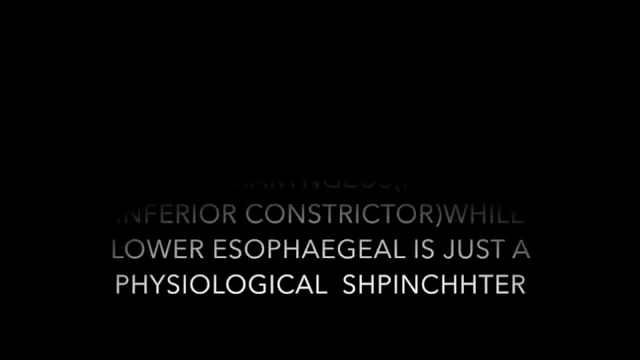 INFERIOR CONSTRICTOR)WHILE
LOWER ESOPHAEGEAL IS JUST A
PHYSIOLOGICAL SHPINCHHTER